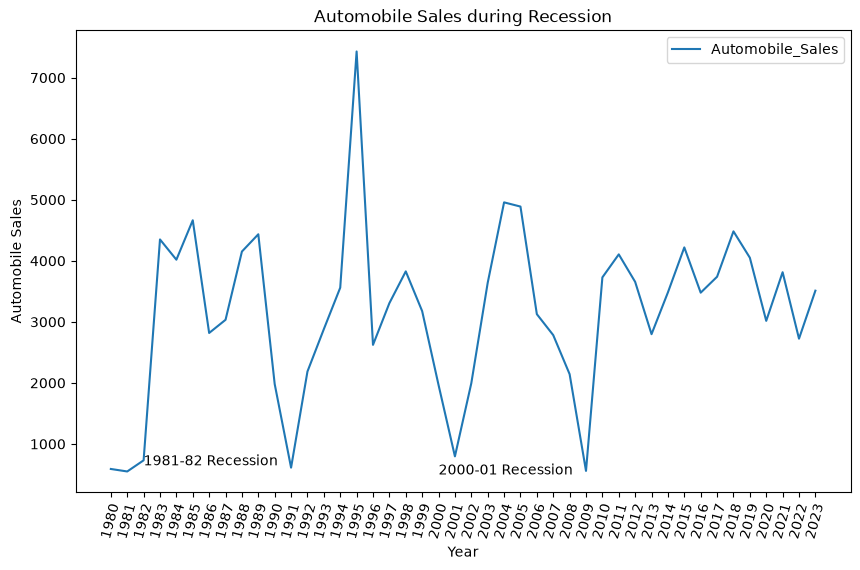 Automobile Sales during Recession
Automobile_Sales
7000
6000
5000
4000
3000
2000
1000
Automobile Sales
1981-82 Recession
2000-01 Recession
1980 1981 1982 1983 1984 1985 1986 1987 1988 1989 1990 1991 1992 1993 1994 1995 1996 1997 1998 1999 2000 2001 2002 2003 2004 2005 2006 2007 2008 2009 2010 2011 2012 2013 2014 2015 2016 2017 2018 2019 2020 2021 2022 2023
Year